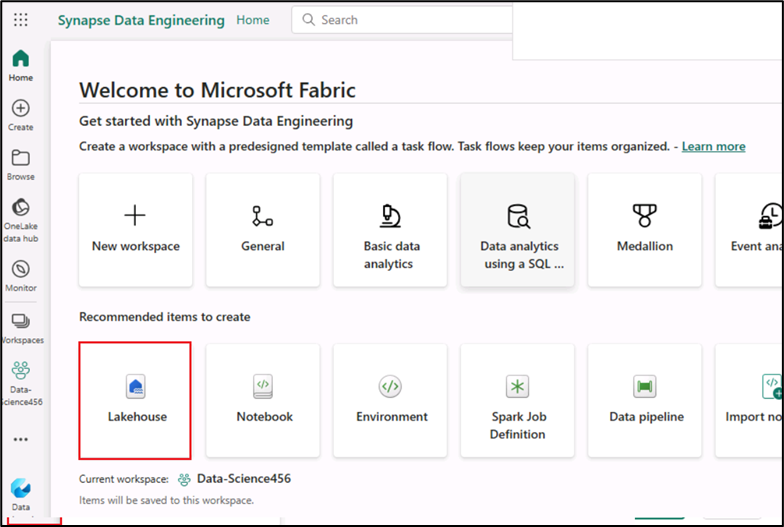 Synapse Data Engineering Home Search
Home
Create
Browse
OneLake
data hub
Monitor
Workspaces
Data-
Science456
Data
Welcome to Microsoft Fabric
Get started with Synapse Data Engineering
Create a workspace with a predesigned template called a task flow. Task flows keep your items organized. - Learn more
New workspace
General
Basic data
analytics
Data analytics
using a SQL ...
Medallion
Event ana
Recommended items to create
Lakehouse
Notebook
Environment
Spark Job
Definition
Data pipeline
Import no
Current workspace: Data-Science456
Items will be saved to this workspace.